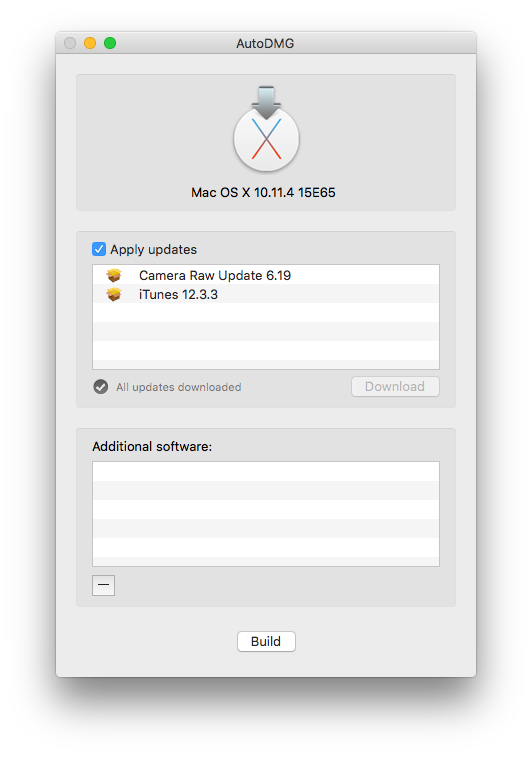 AutoDMG
Mac OS X 10.11.4 15E65
Apply updates
Camera Raw Update 6.19
iTunes 12.3.3
All updates downloaded
Download
Additional software:
Build